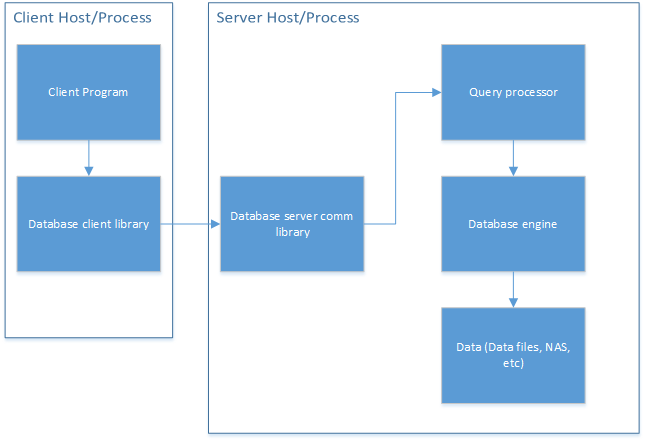 Client Host/Process
Client Program
Database client library
Server Host/Process
Database server comm
library
Query processor
Database engine
Data (Data files, NAS,
etc)